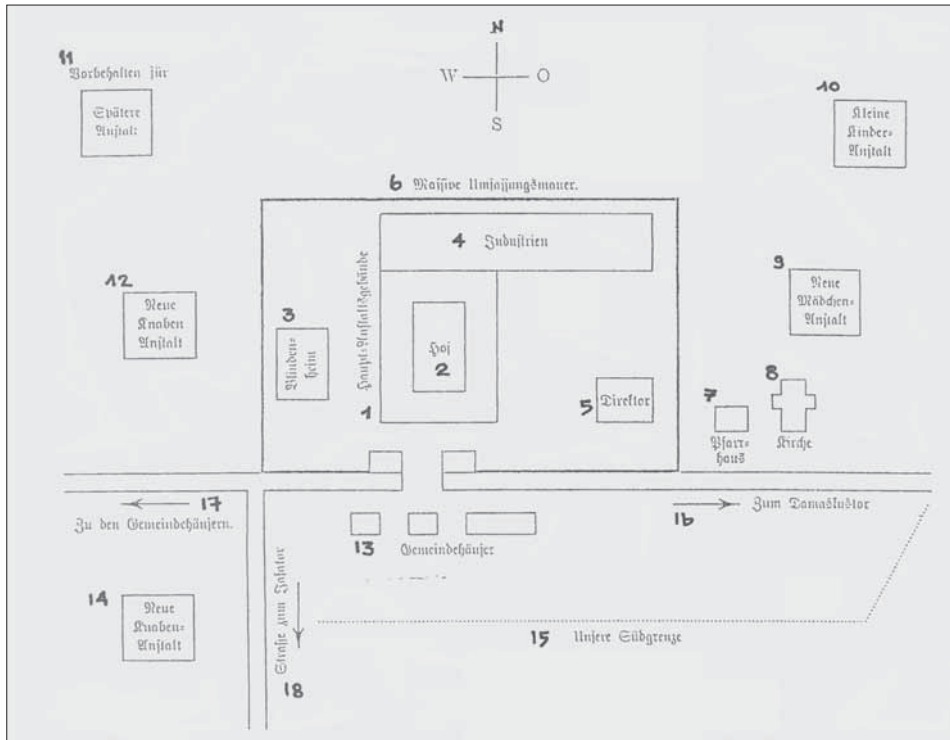 N
W O
S
11
Vorbehalten für
Spätere
Anstalt
10
Kleine
Kinder-
Anstalt
6 Massive Umfassungsmauer.
4 Industrien
Haupt-Anstaltsgebäude
12
Neue
Knaben
Anstalt
3
Blinden-
heim
Hof
2
1
5 Direktor
9
Neue
Mädchen-
Anstalt
7
Pfarr-
haus
8
Kirche
17
Zu den Gemeindehäusern.
16 Zum Damaskustor
13 Gemeindehäuser
14
Neue
Knaben-
Anstalt
Straße zum Jafator
18
15 Unsere Südgrenze